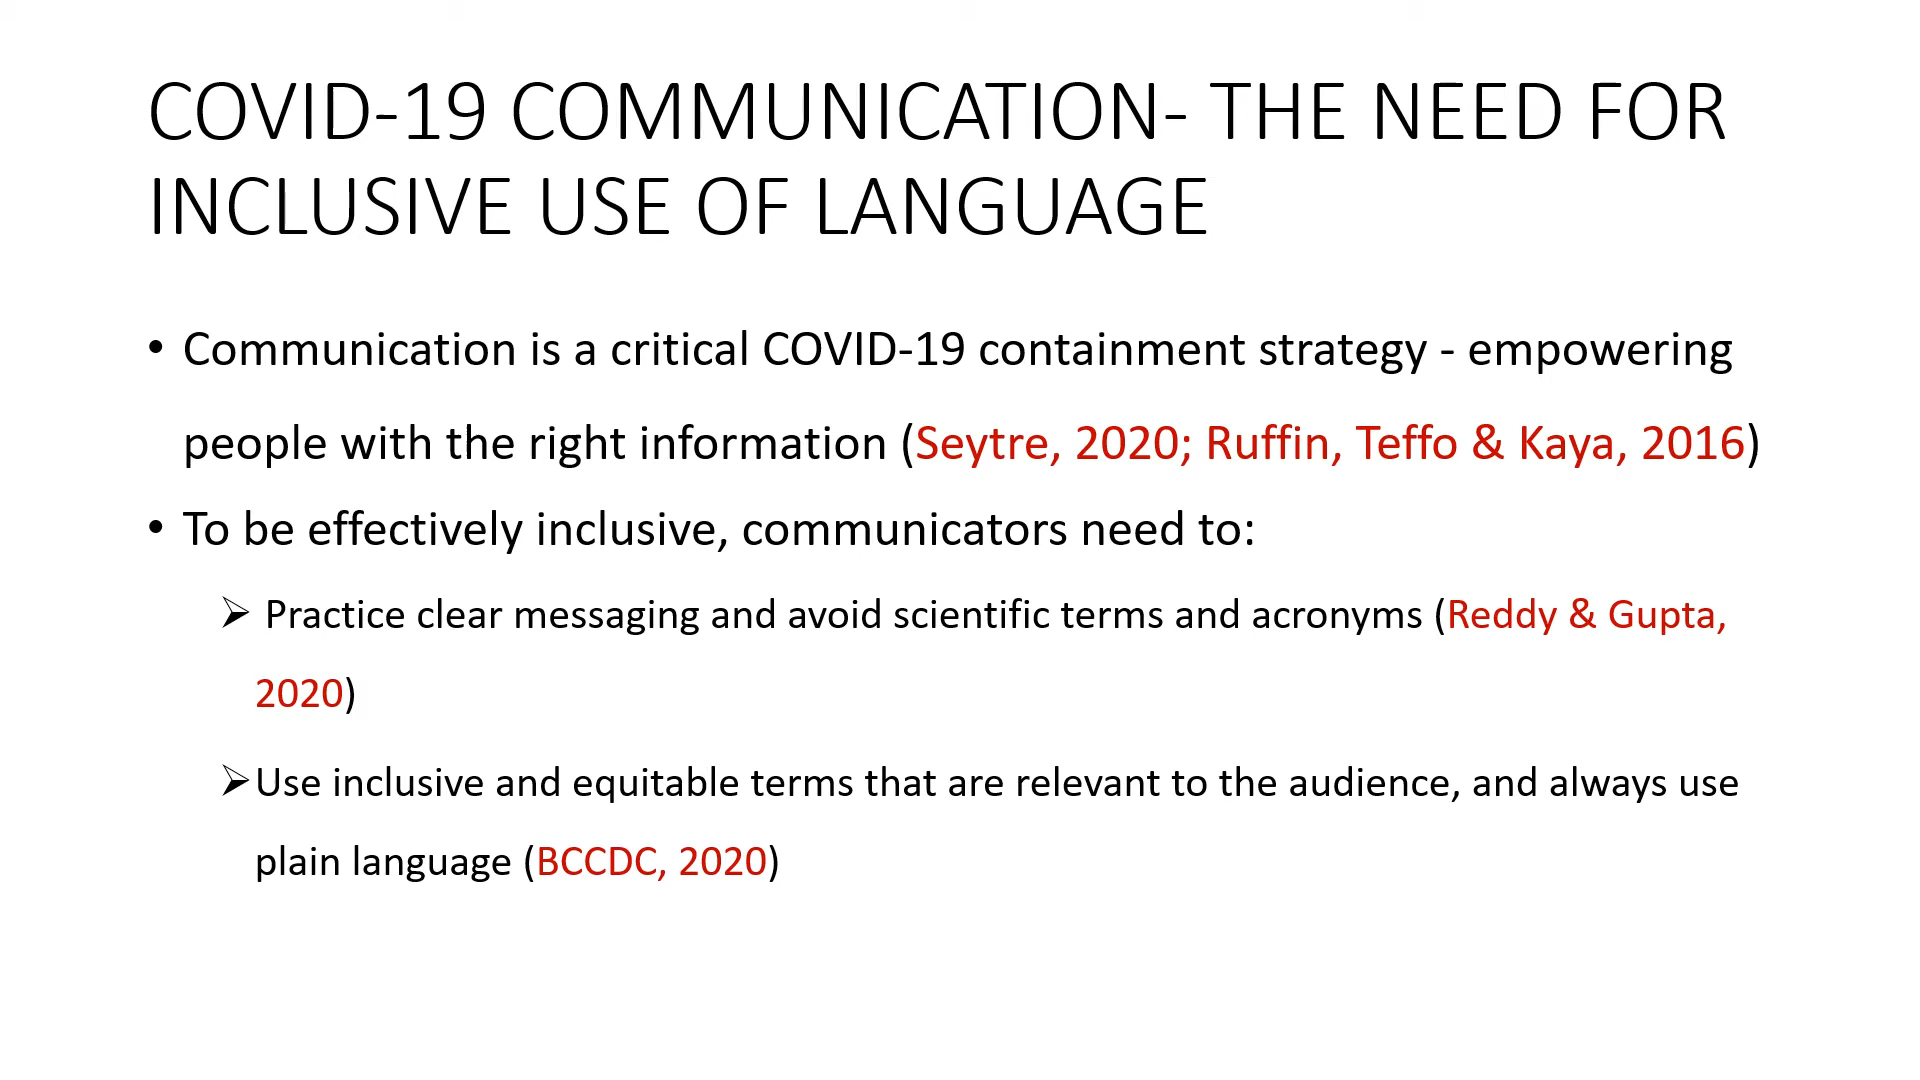 COVID-19 COMMUNICATION- THE NEED FOR
INCLUSIVE USE OF LANGUAGE
• Communication is a critical COVID-19 containment strategy - empowering
people with the right information (Seytre, 2020; Ruffin, Teffo & Kaya, 2016)
• To be effectively inclusive, communicators need to:
➢ Practice clear messaging and avoid scientific terms and acronyms (Reddy & Gupta,
2020)
➢Use inclusive and equitable terms that are relevant to the audience, and always use
plain language (BCCDC, 2020)